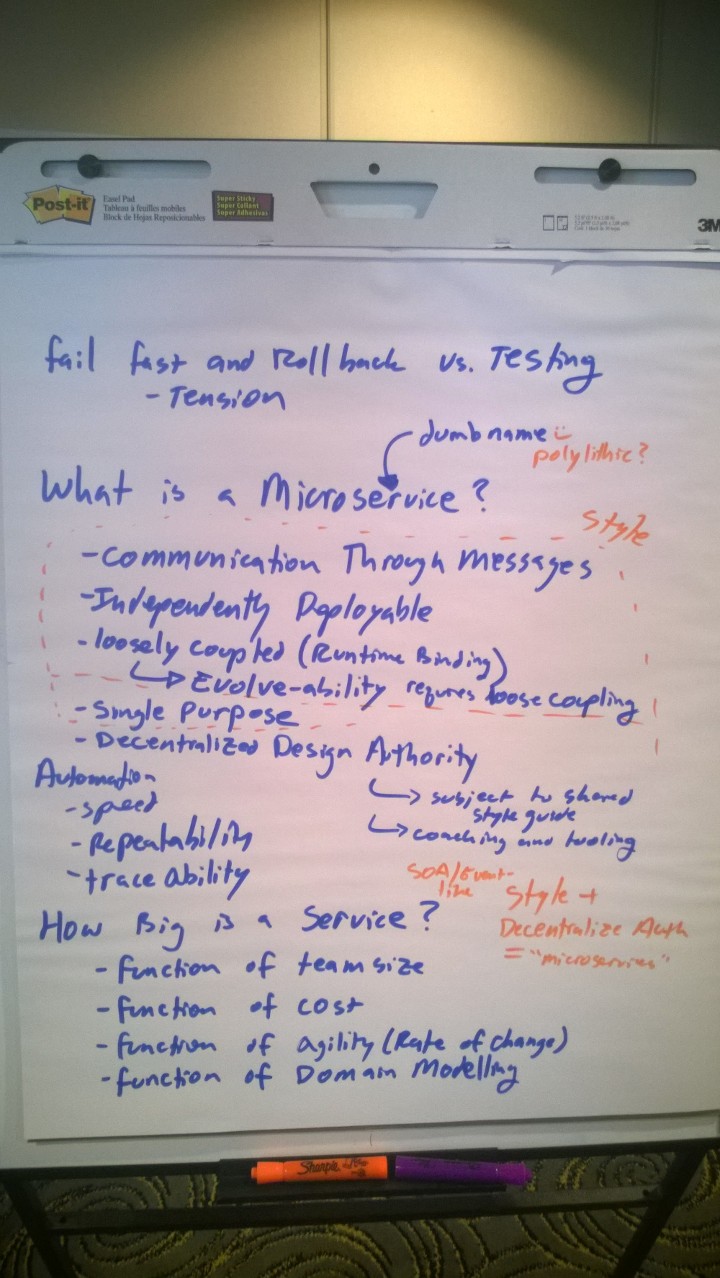 Post-it
Easel Pad
Tableau à feuilles mobiles
Block de Hojas Reposicionables
Super Sticky
Super Collant
Super Adhesivas
3M
fail fast and Rollback vs. Testing
- Tension
dumb name :)
polylithic?
What is a Microservice?
Style
- Communication Through Messages
- Independently Deployable
- loosely coupled (Runtime Binding)
Evolve-ability requires loose coupling
- Single Purpose
- Decentralized Design Authority
subject to shared
style guide
coaching and tooling
Automation
- speed
- Repeatability
- traceability
SOA/Event-
like
Style +
Decentralize Auth
= "microservices"
How Big is a Service?
- function of team size
- function of cost
- function of agility (Rate of change)
- function of Domain Modelling
Sharpie